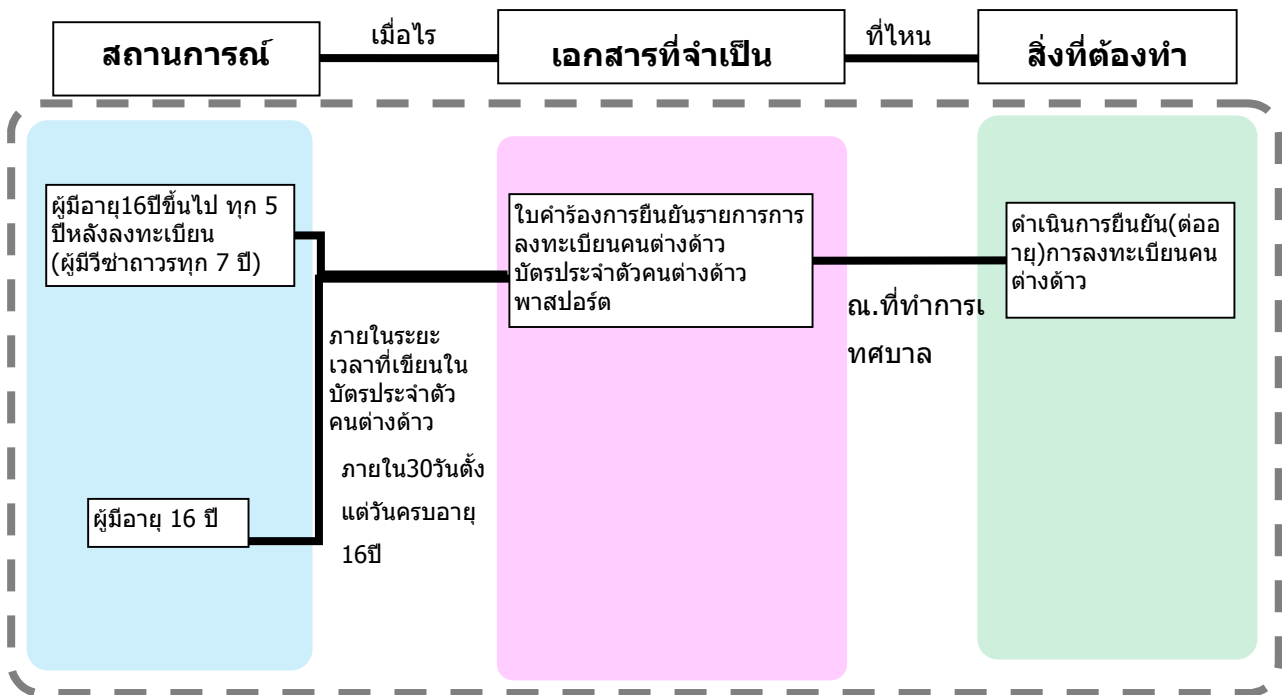 สถานการณ์
เมื่อไร
เอกสารที่จำเป็น
ที่ไหน
สิ่งที่ต้องทำ
ผู้มีอายุ16ปีขึ้นไป ทุก 5
ปีหลังลงทะเบียน
(ผู้มีวีซ่าถาวรทุก 7 ปี)
ภายในระยะ
เวลาที่เขียนใน
บัตรประจำตัว
คนต่างด้าว
ผู้มีอายุ 16 ปี
ภายใน30วันตั้ง
แต่วันครบอายุ
16ปี
ใบคำร้องการยืนยันรายการการ
ลงทะเบียนคนต่างด้าว
บัตรประจำตัวคนต่างด้าว
พาสปอร์ต
ณ.ที่ทำการเ
ทศบาล
ดำเนินการยืนยัน(ต่ออ
ายุ)การลงทะเบียนคน
ต่างด้าว